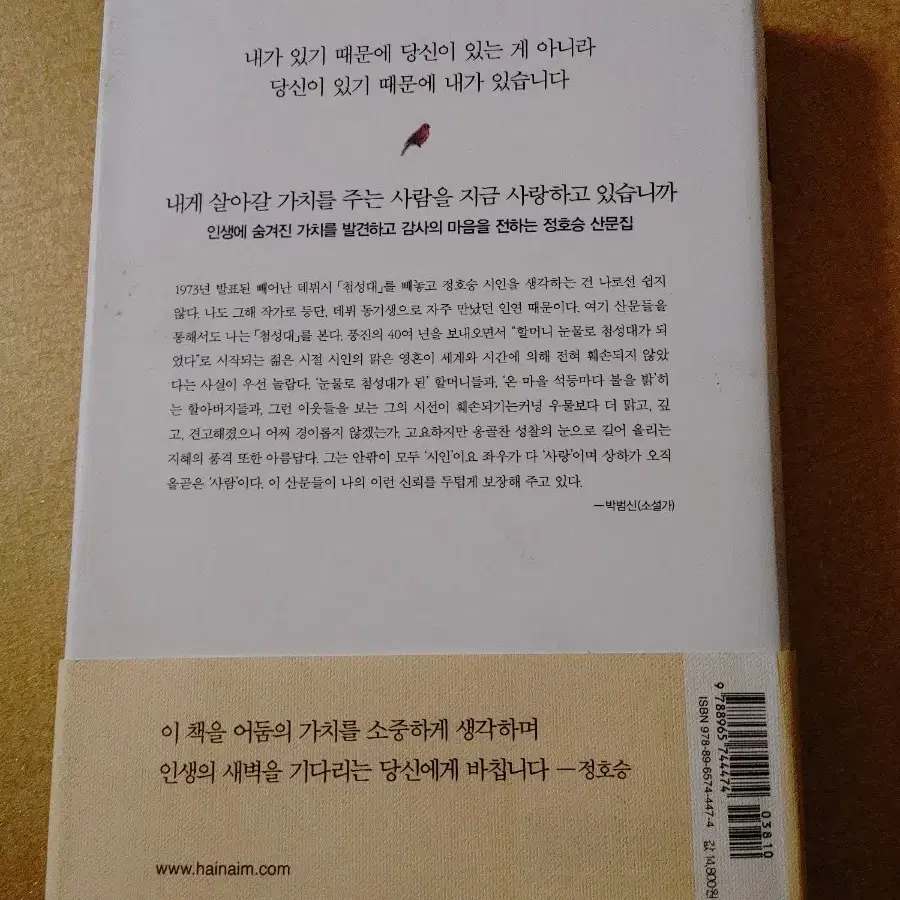 내가 있기 때문에 당신이 있는 게 아니라
당신이 있기 때문에 내가 있습니다
내게 살아갈 가치를 주는 사람을 지금 사랑하고 있습니까
인생에 숨겨진 가치를 발견하고 감사의 마음을 전하는 정호승 산문집
1973년 발표된 빼어난 데뷔시 「첨성대」를 빼놓고 정호승 시인을 생각하는 건 나로선 쉽지
않다. 나도 그해 작가로 등단, 데뷔 동기생으로 자주 만났던 인연 때문이다. 여기 산문들을
통해서도 나는 「첨성대」를 본다. 풍진의 40여 년을 보내오면서 “할머니 눈물로 첨성대가 되
었다”로 시작되는 젊은 시절 시인의 맑은 영혼이 세계와 시간에 의해 전혀 훼손되지 않았
다는 사실이 우선 놀랍다. ‘눈물로 첨성대가 된’ 할머니들과, ‘온 마을 석등마다 불을 밝’히
는 할아버지들과, 그런 이웃들을 보는 그의 시선이 훼손되기는커녕 우물보다 더 맑고, 깊
고, 견고해졌으니 어찌 경이롭지 않겠는가. 고요하지만 옹골찬 성찰의 눈으로 길어 올리는
지혜의 품격 또한 아름답다. 그는 안팎이 모두 ‘시인’이요 좌우가 다 ‘사랑’이며 상하가 오직
올곧은 ‘사람’이다. 이 산문들이 나의 이런 신뢰를 두텁게 보장해 주고 있다.
—박범신(소설가)
이 책을 어둠의 가치를 소중하게 생각하며
인생의 새벽을 기다리는 당신에게 바칩니다 —정호승
www.hainaim.com
9 788965 744474
03810
ISBN 978-89-6574-447-4
값 14,800원